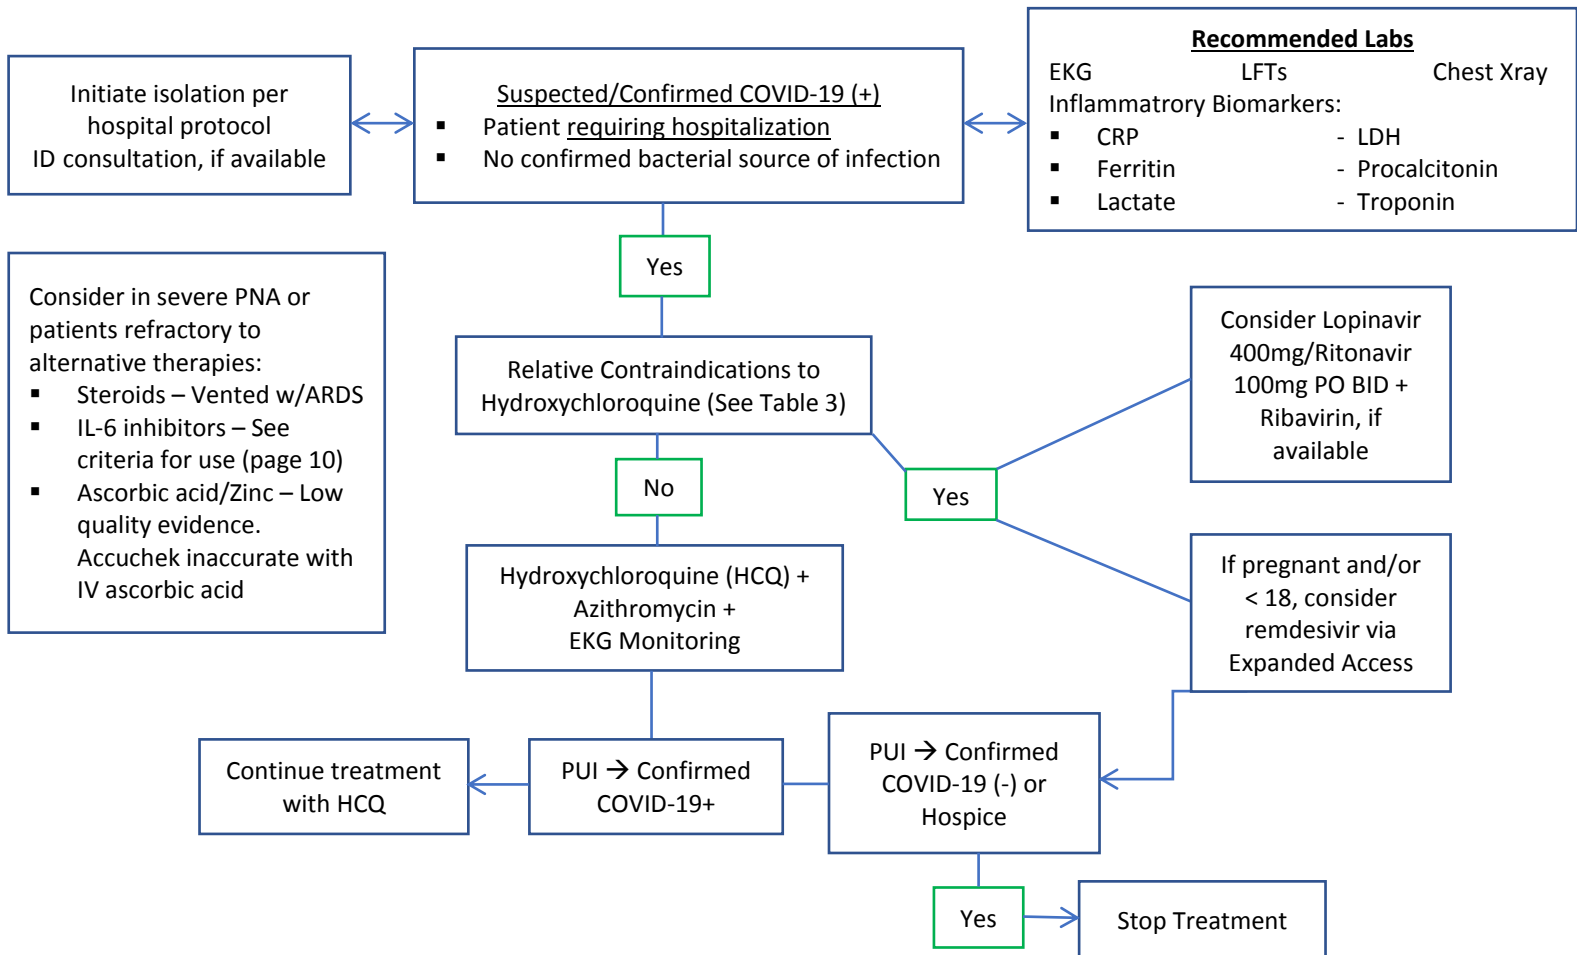 Initiate isolation per
hospital protocol
ID consultation, if available
Suspected/Confirmed COVID-19 (+)
▪ Patient requiring hospitalization
▪ No confirmed bacterial source of infection
Recommended Labs
EKG LFTs Chest Xray
Inflammatrory Biomarkers:
▪ CRP - LDH
▪ Ferritin - Procalcitonin
▪ Lactate - Troponin
Yes
Consider in severe PNA or
patients refractory to
alternative therapies:
▪ Steroids – Vented w/ARDS
▪ IL-6 inhibitors – See
criteria for use (page 10)
▪ Ascorbic acid/Zinc – Low
quality evidence.
Accuchek inaccurate with
IV ascorbic acid
Relative Contraindications to
Hydroxychloroquine (See Table 3)
Consider Lopinavir
400mg/Ritonavir
100mg PO BID +
Ribavirin, if
available
No
Yes
Hydroxychloroquine (HCQ) +
Azithromycin +
EKG Monitoring
If pregnant and/or
< 18, consider
remdesivir via
Expanded Access
Continue treatment
with HCQ
PUI → Confirmed
COVID-19+
PUI → Confirmed
COVID-19 (-) or
Hospice
Yes
Stop Treatment